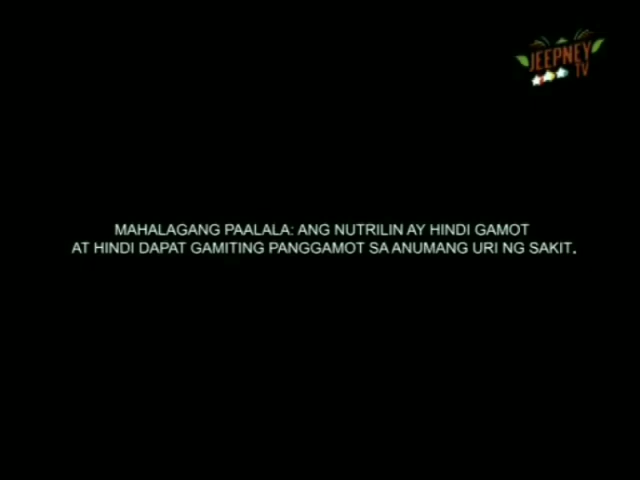 JEEPNEY
TV
MAHALAGANG PAALALA: ANG NUTRILIN AY HINDI GAMOT
AT HINDI DAPAT GAMITING PANGGAMOT SA ANUMANG URI NG SAKIT.